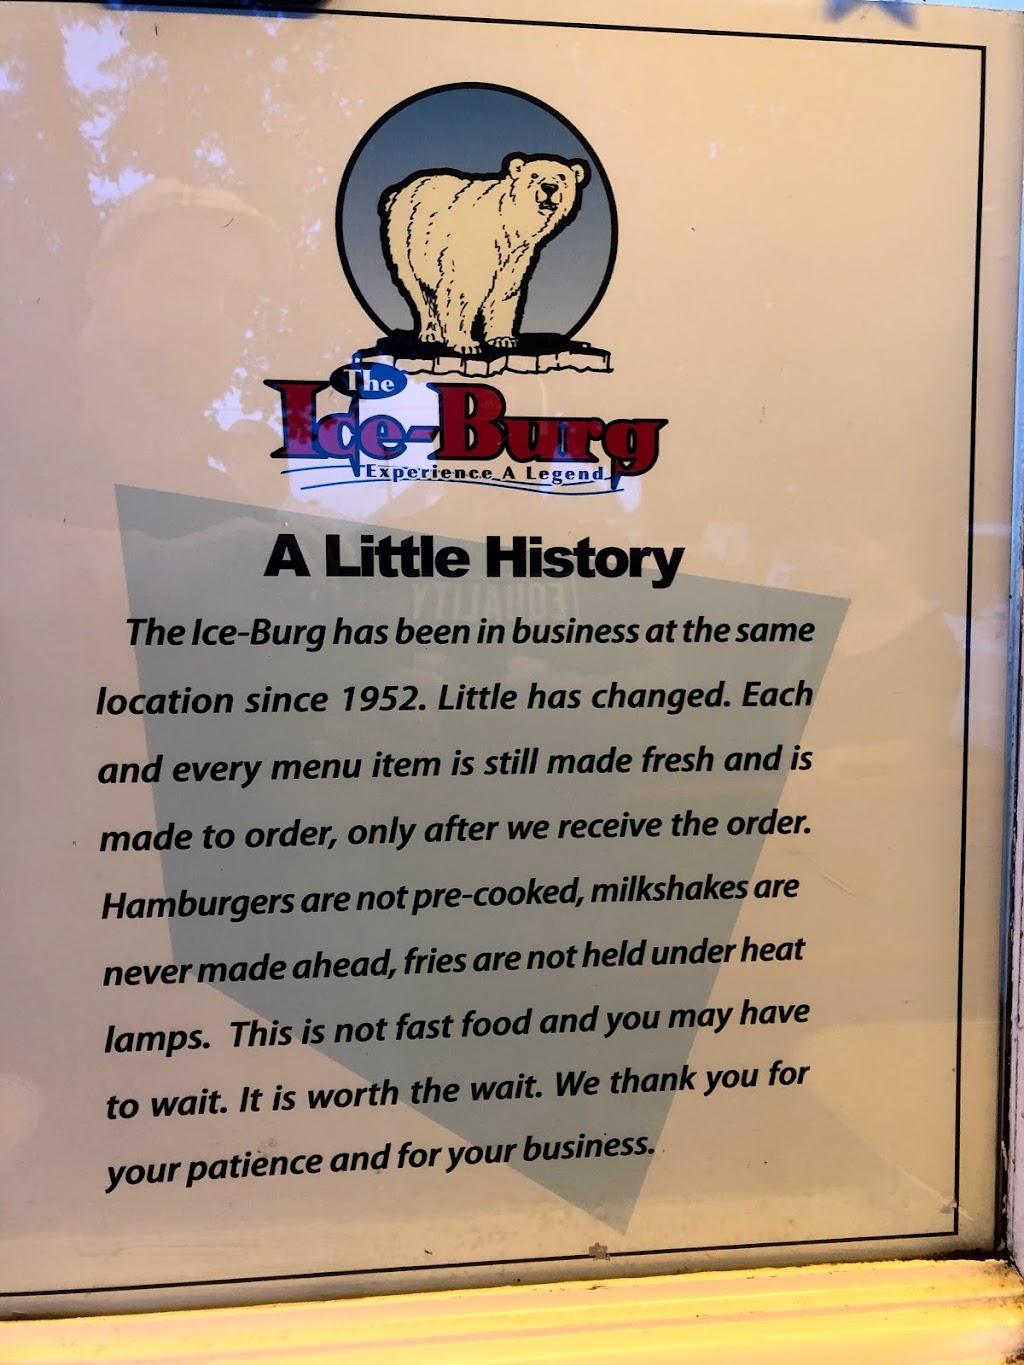 The
Ice-Burg
Experience A Legend
A Little History
The Ice-Burg has been in business at the same
location since 1952. Little has changed. Each
and every menu item is still made fresh and is
made to order, only after we receive the order.
Hamburgers are not pre-cooked, milkshakes are
never made ahead, fries are not held under heat
lamps. This is not fast food and you may have
to wait. It is worth the wait. We thank you for
your patience and for your business.
EQUALITY